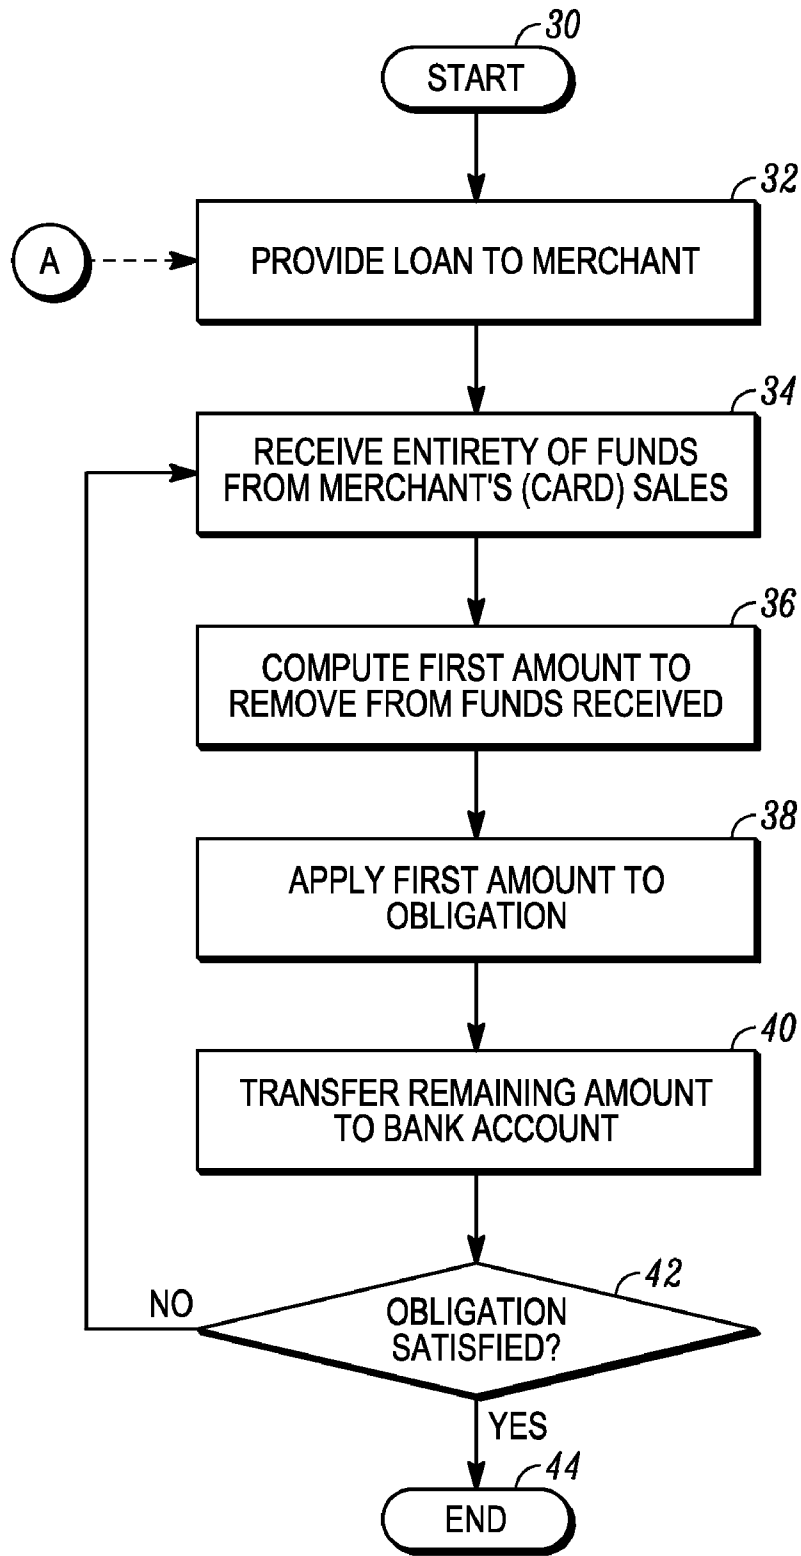 30
START
32
A
PROVIDE LOAN TO MERCHANT
34
RECEIVE ENTIRETY OF FUNDS
FROM MERCHANT'S (CARD) SALES
36
COMPUTE FIRST AMOUNT TO
REMOVE FROM FUNDS RECEIVED
38
APPLY FIRST AMOUNT TO
OBLIGATION
40
TRANSFER REMAINING AMOUNT
TO BANK ACCOUNT
42
NO
OBLIGATION
SATISFIED?
YES
44
END